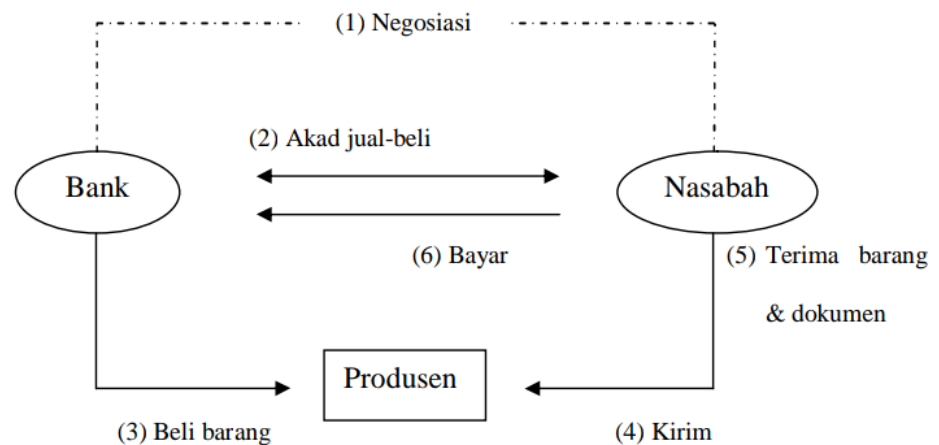 (1) Negosiasi
(2) Akad jual-beli
Bank
Nasabah
(6) Bayar
(5) Terima barang
& dokumen
Produsen
(3) Beli barang
(4) Kirim